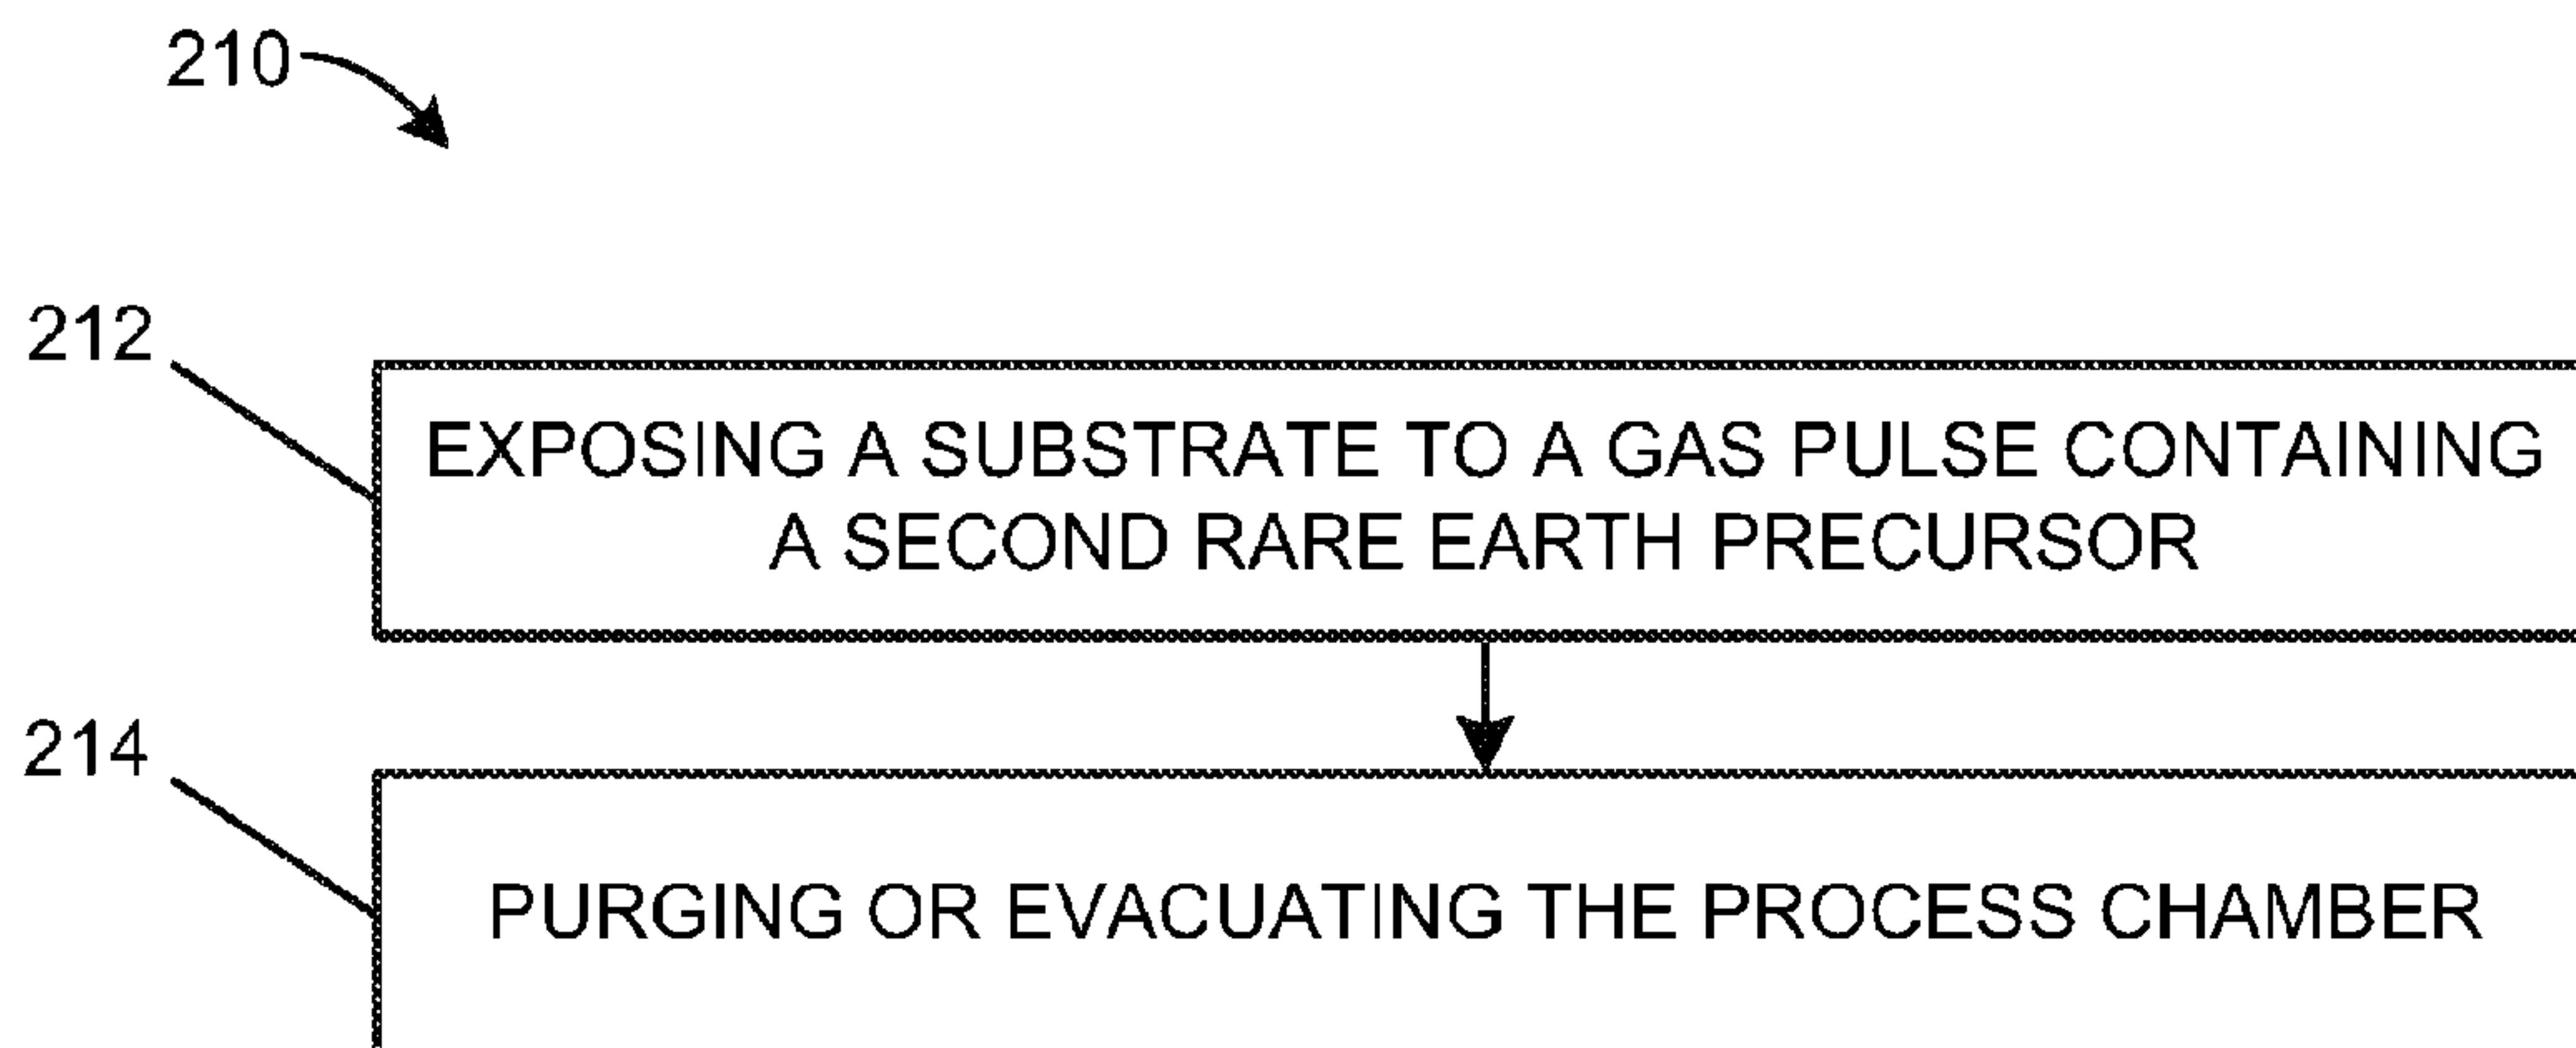 210
212
EXPOSING A SUBSTRATE TO A GAS PULSE CONTAINING
A SECOND RARE EARTH PRECURSOR
214
PURGING OR EVACUATING THE PROCESS CHAMBER